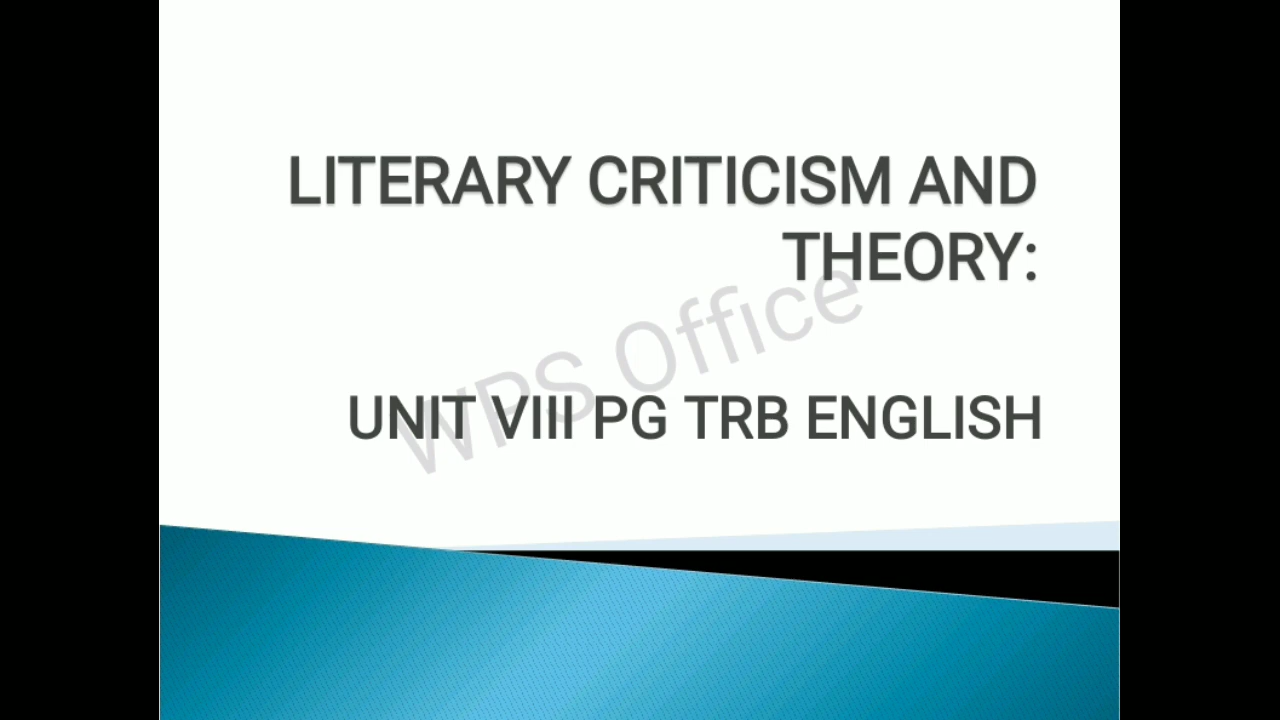 LITERARY CRITICISM AND
THEORY:
WPS Office
UNIT VIII PG TRB ENGLISH